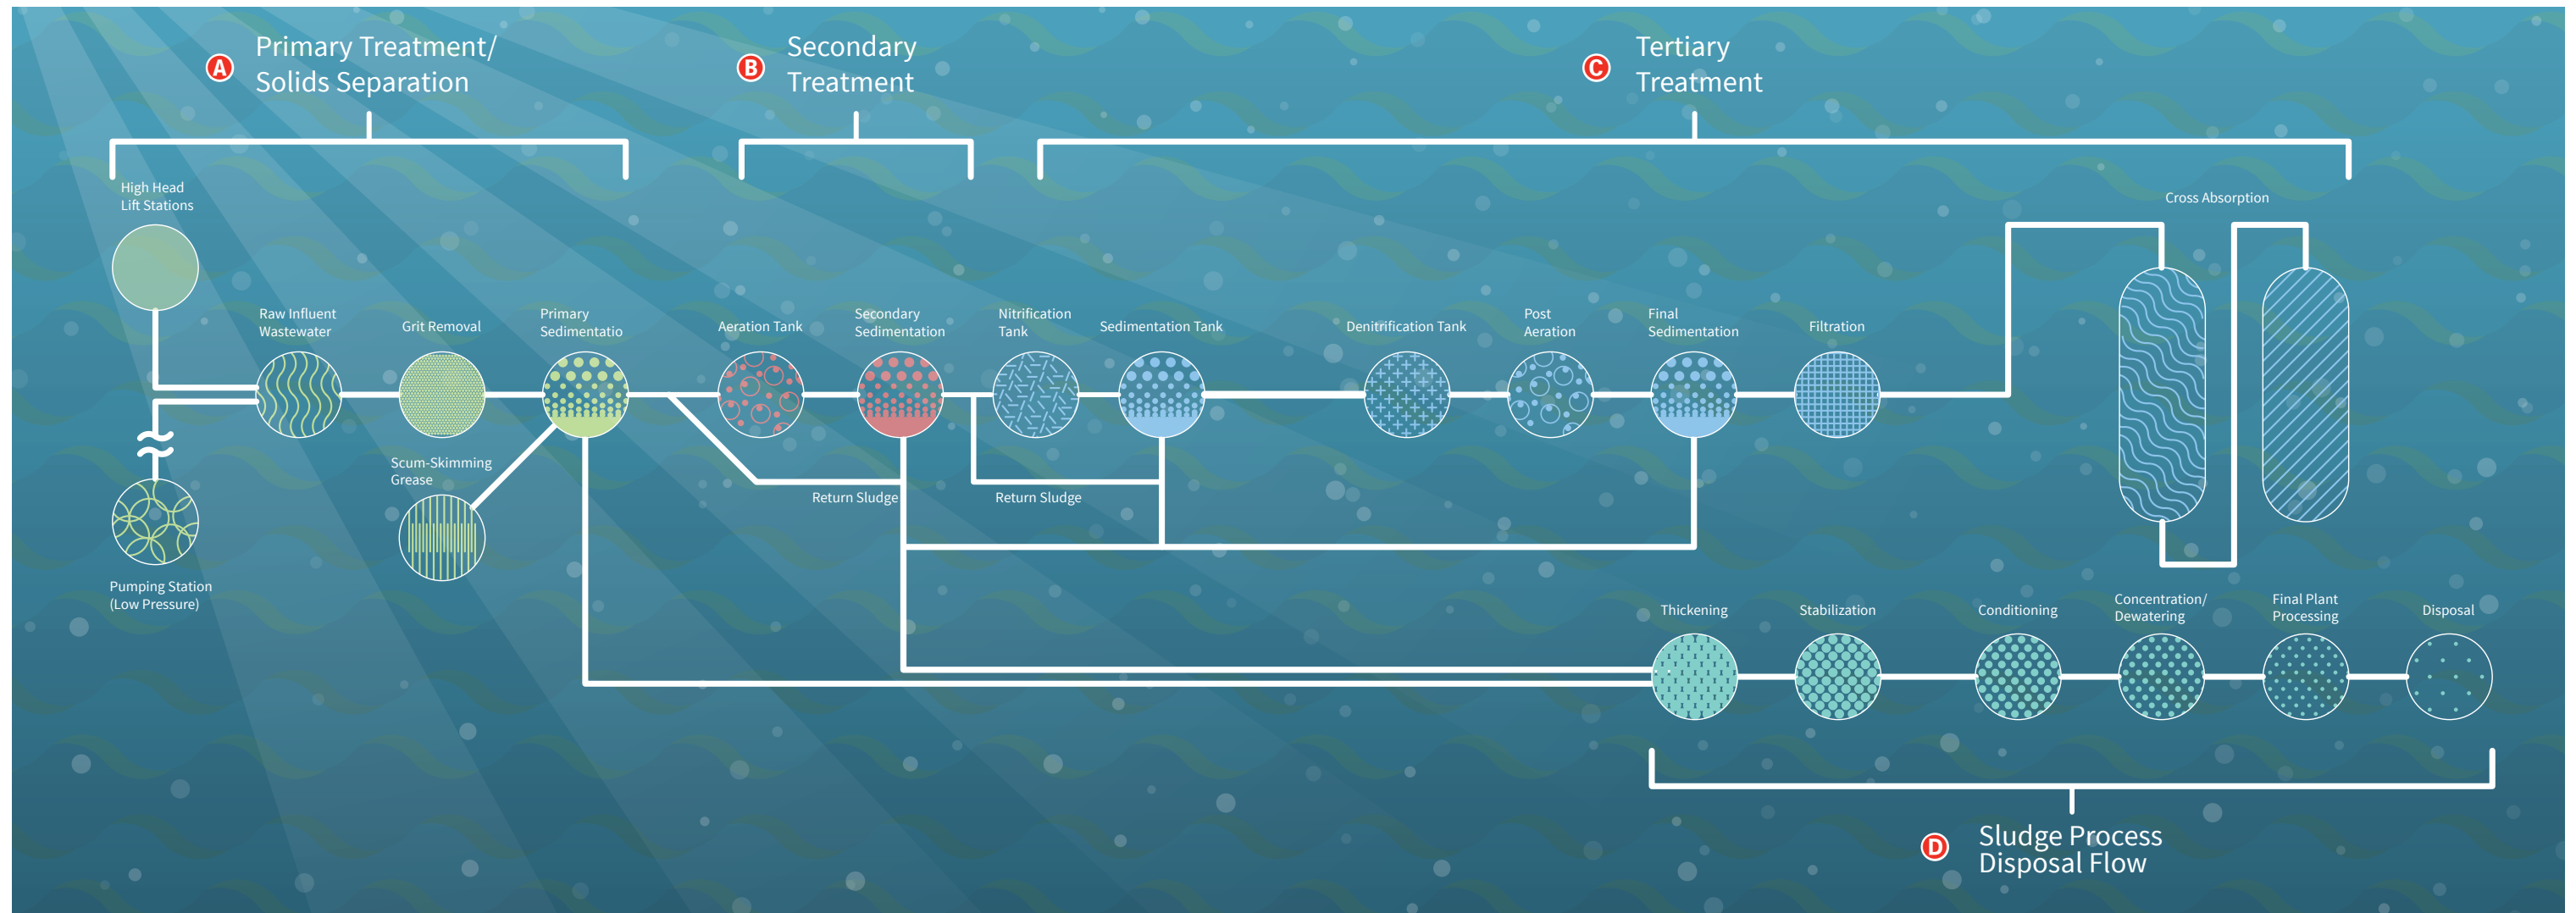 A
Primary Treatment/
Solids Separation
B
Secondary
Treatment
C
Tertiary
Treatment
High Head
Lift Stations
Cross Absorption
Raw Influent
Wastewater
Grit Removal
Primary
Sedimentatio
Aeration Tank
Secondary
Sedimentation
Nitrification
Tank
Sedimentation Tank
Denitrification Tank
Post
Aeration
Final
Sedimentation
Filtration
Scum-Skimming
Grease
Return Sludge
Return Sludge
Pumping Station
(Low Pressure)
Thickening
Stabilization
Conditioning
Concentration/
Dewatering
Final Plant
Processing
Disposal
D
Sludge Process
Disposal Flow